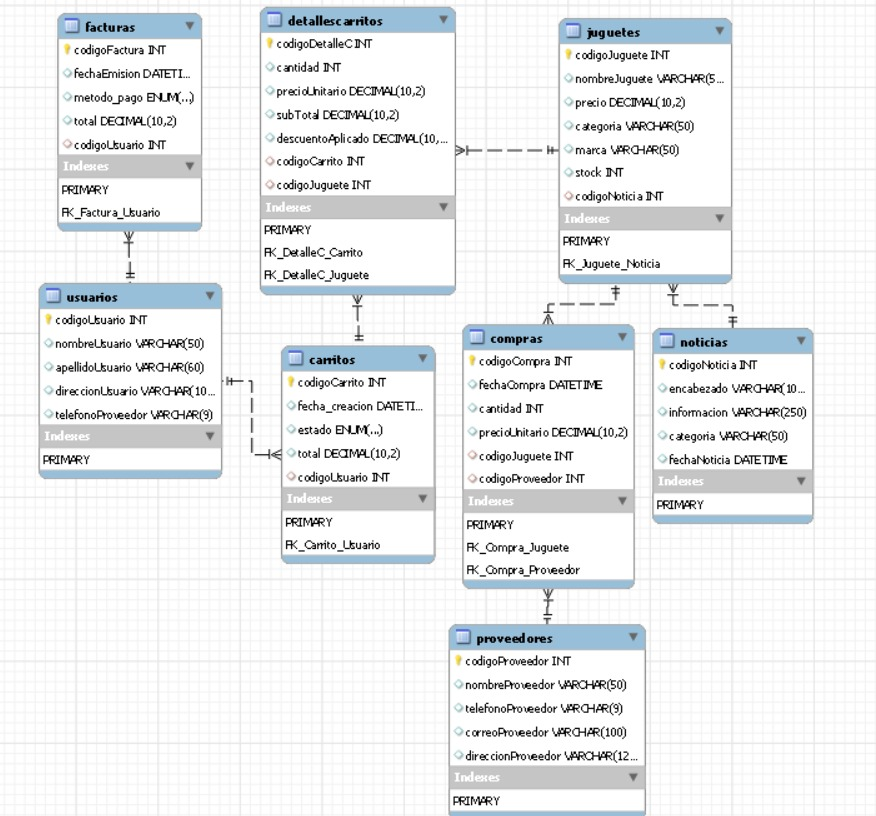 facturas
codigoFactura INT
fechaEmision DATETI...
metodo_pago ENUM(...)
total DECIMAL(10,2)
codigoUsuario INT
Indexes
PRIMARY
FK_Factura_Usuario
detallescarritos
codigoDetalleC INT
cantidad INT
precioUnitario DECIMAL(10,2)
subTotal DECIMAL(10,2)
descuentoAplicado DECIMAL(10,...
codigoCarrito INT
codigoJuguete INT
Indexes
PRIMARY
FK_DetalleC_Carrito
FK_DetalleC_Juguete
juguetes
codigoJuguete INT
nombreJuguete VARCHAR(5...
precio DECIMAL(10,2)
categoria VARCHAR(50)
marca VARCHAR(50)
stock INT
codigoNoticia INT
Indexes
PRIMARY
FK_Juguete_Noticia
usuarios
codigoUsuario INT
nombreUsuario VARCHAR(50)
apellidoUsuario VARCHAR(60)
direccionUsuario VARCHAR(10...
telefonoProveedor VARCHAR(9)
Indexes
PRIMARY
carritos
codigoCarrito INT
fecha_creacion DATETI...
estado ENUM(...)
total DECIMAL(10,2)
codigoUsuario INT
Indexes
PRIMARY
FK_Carrito_Usuario
compras
codigoCompra INT
fechaCompra DATETIME
cantidad INT
precioUnitario DECIMAL(10,2)
codigoJuguete INT
codigoProveedor INT
Indexes
PRIMARY
FK_Compra_Juguete
FK_Compra_Proveedor
noticias
codigoNoticia INT
encabezado VARCHAR(10...
informacion VARCHAR(250)
categoria VARCHAR(50)
fechaNoticia DATETIME
Indexes
PRIMARY
proveedores
codigoProveedor INT
nombreProveedor VARCHAR(50)
telefonoProveedor VARCHAR(9)
correoProveedor VARCHAR(100)
direccionProveedor VARCHAR(12...
Indexes
PRIMARY